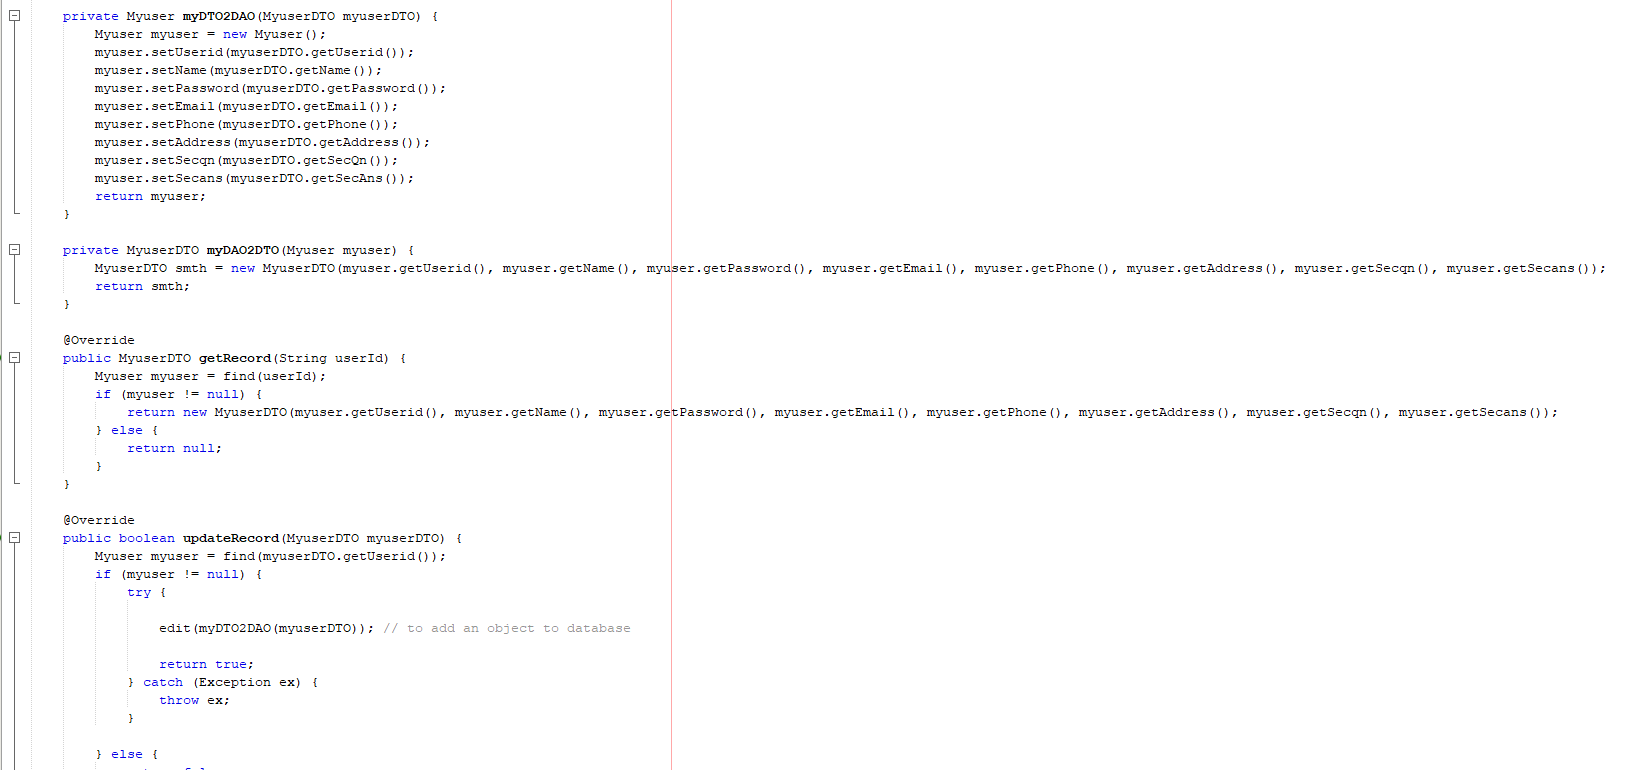 private Myuser myDTO2DAO(MyuserDTO myuserDTO) {
Myuser myuser = new Myuser();
myuser.setUserid(myuserDTO.getUserid());
myuser.setName(myuserDTO.getName());
myuser.setPassword(myuserDTO.getPassword());
myuser.setEmail(myuserDTO.getEmail());
myuser.setPhone(myuserDTO.getPhone());
myuser.setAddress(myuserDTO.getAddress());
myuser.setSecqn(myuserDTO.getSecQn());
myuser.setSecans(myuserDTO.getSecAns());
return myuser;
}
private MyuserDTO myDAO2DTO(Myuser myuser) {
MyuserDTO smth = new MyuserDTO(myuser.getUserid(), myuser.getName(), myuser.getPassword(), myuser.getEmail(), myuser.getPhone(), myuser.getAddress(), myuser.getSecqn(), myuser.getSecans());
return smth;
}
@Override
public MyuserDTO getRecord(String userId) {
Myuser myuser = find(userId);
if (myuser != null) {
return new MyuserDTO(myuser.getUserid(), myuser.getName(), myuser.getPassword(), myuser.getEmail(), myuser.getPhone(), myuser.getAddress(), myuser.getSecqn(), myuser.getSecans());
} else {
return null;
}
}
@Override
public boolean updateRecord(MyuserDTO myuserDTO) {
Myuser myuser = find(myuserDTO.getUserid());
if (myuser != null) {
try {
edit(myDTO2DAO(myuserDTO)); // to add an object to database
return true;
} catch (Exception ex) {
throw ex;
}
} else {